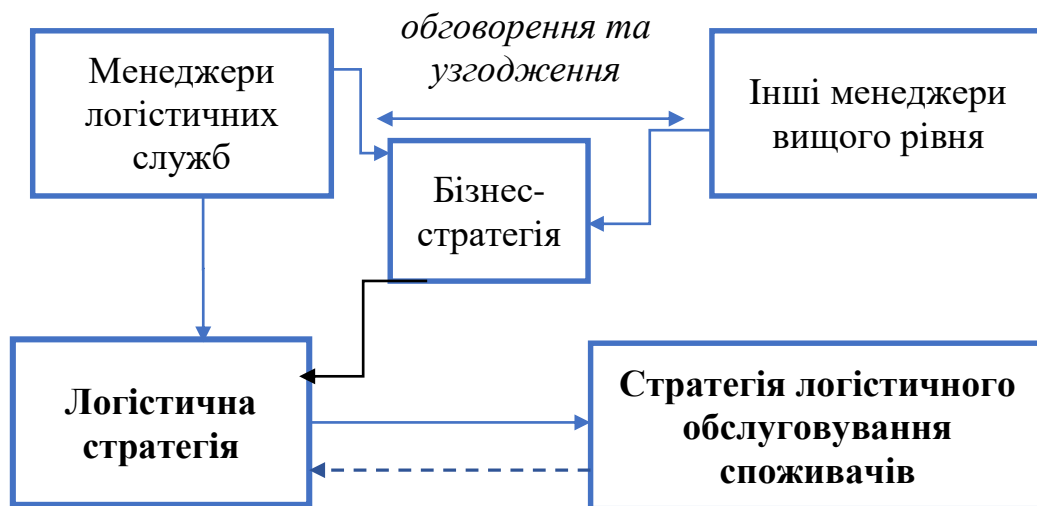 обговорення та
узгодження
Менеджери
логістичних
служб
Інші менеджери
вищого рівня
Бізнес-
стратегія
Логістична
стратегія
Стратегія логістичного
обслуговування
споживачів